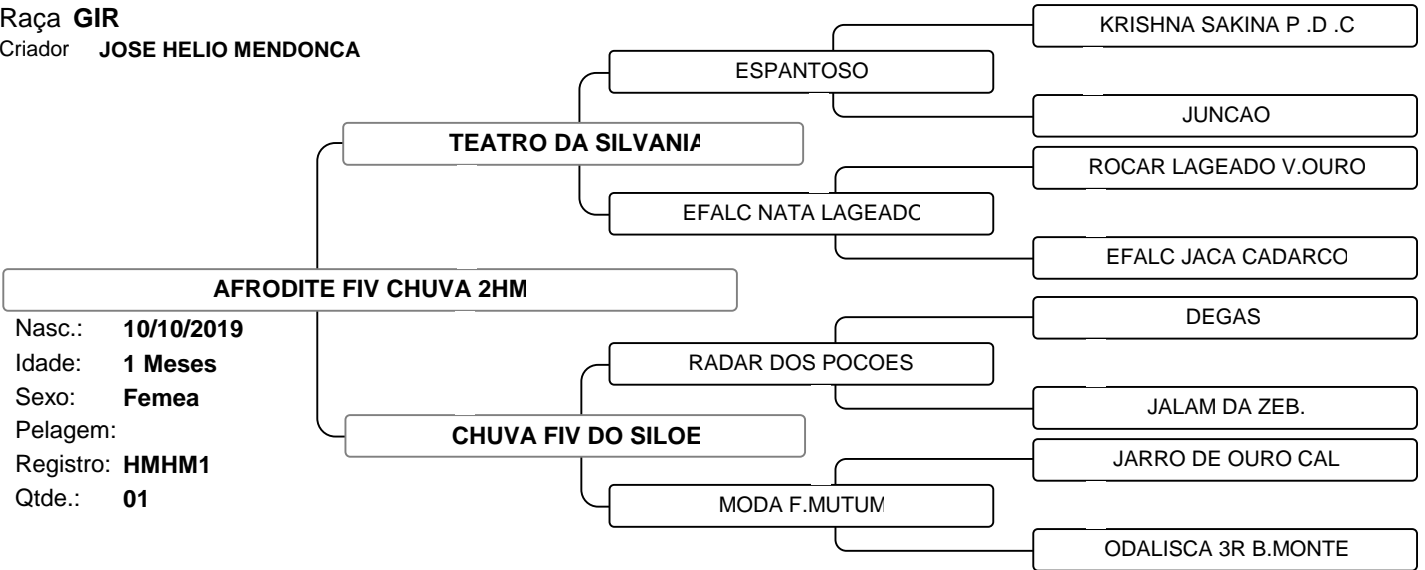 Raça GIR
Criador JOSE HELIO MENDONCA
KRISHNA SAKINA P .D .C
ESPANTOSO
JUNCAO
TEATRO DA SILVANIA
ROCAR LAGEADO V.OURO
EFALC NATA LAGEADO
EFALC JACA CADARCO
AFRODITE FIV CHUVA 2HM
Nasc.: 10/10/2019
Idade: 1 Meses
Sexo: Femea
Pelagem:
Registro: HMHM1
Qtde.: 01
DEGAS
RADAR DOS POCOES
JALAM DA ZEB.
CHUVA FIV DO SILOE
JARRO DE OURO CAL
MODA F.MUTUM
ODALISCA 3R B.MONTE